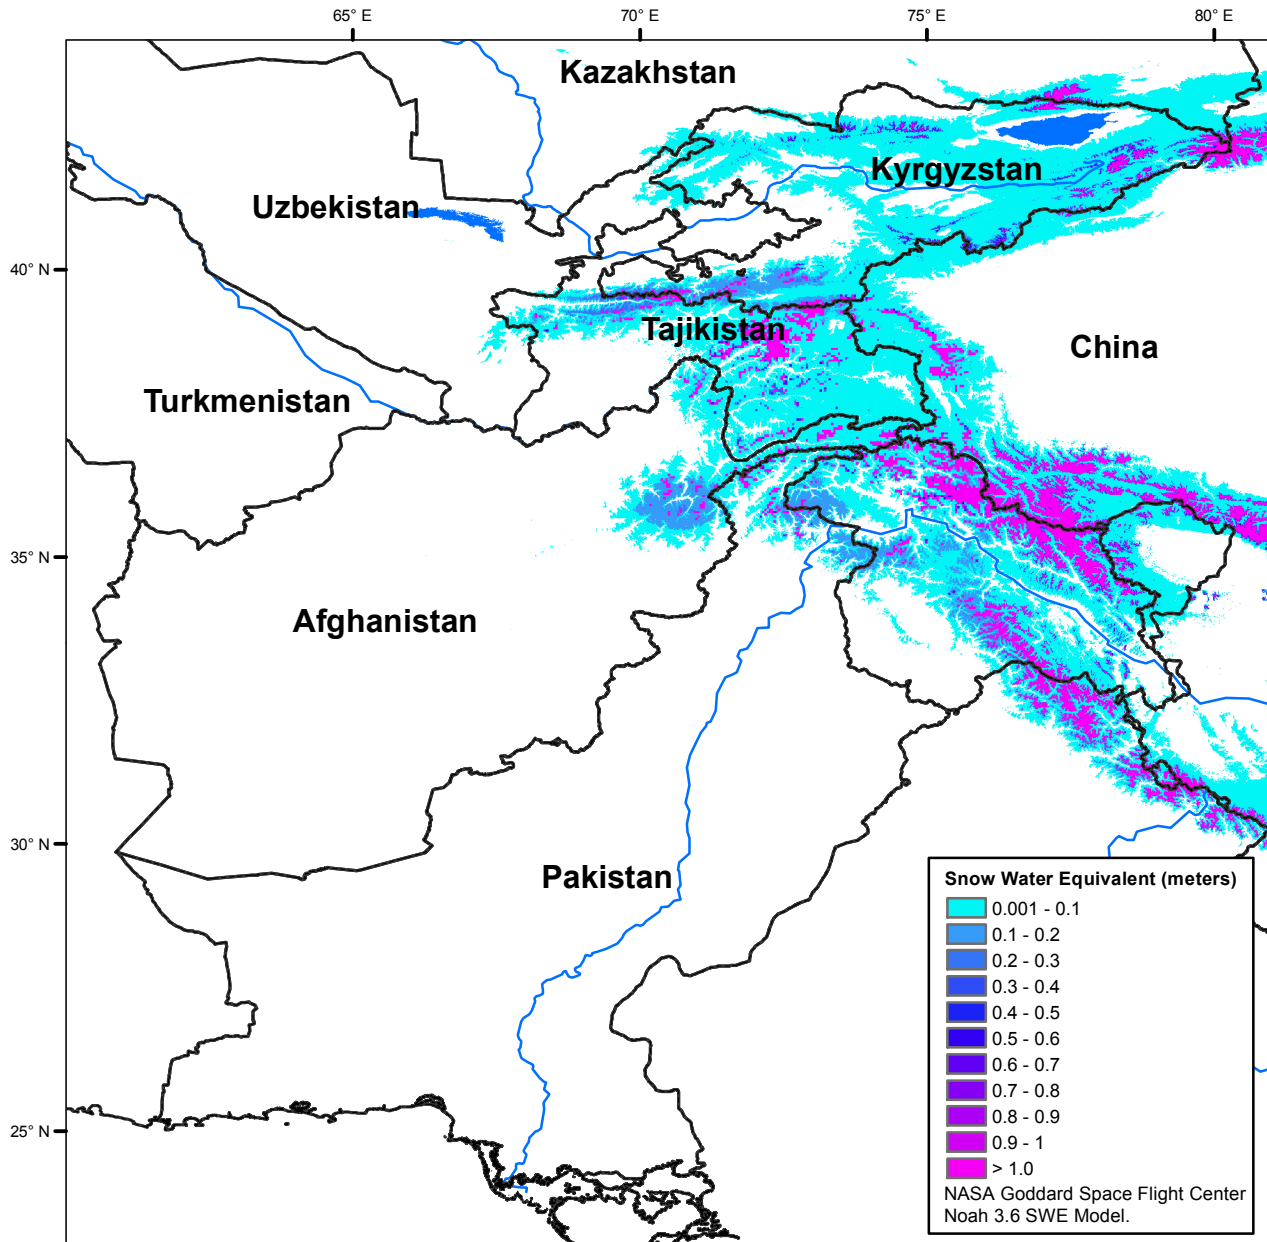 65° E 70° E 75° E 80° E
Kazakhstan
Kyrgyzstan
Uzbekistan
40° N
Tajikistan
China
Turkmenistan
35° N
Afghanistan
30° N
Pakistan
25° N
Snow Water Equivalent (meters)
0.001 - 0.1
0.1 - 0.2
0.2 - 0.3
0.3 - 0.4
0.4 - 0.5
0.5 - 0.6
0.6 - 0.7
0.7 - 0.8
0.8 - 0.9
0.9 - 1
> 1.0
NASA Goddard Space Flight Center
Noah 3.6 SWE Model.